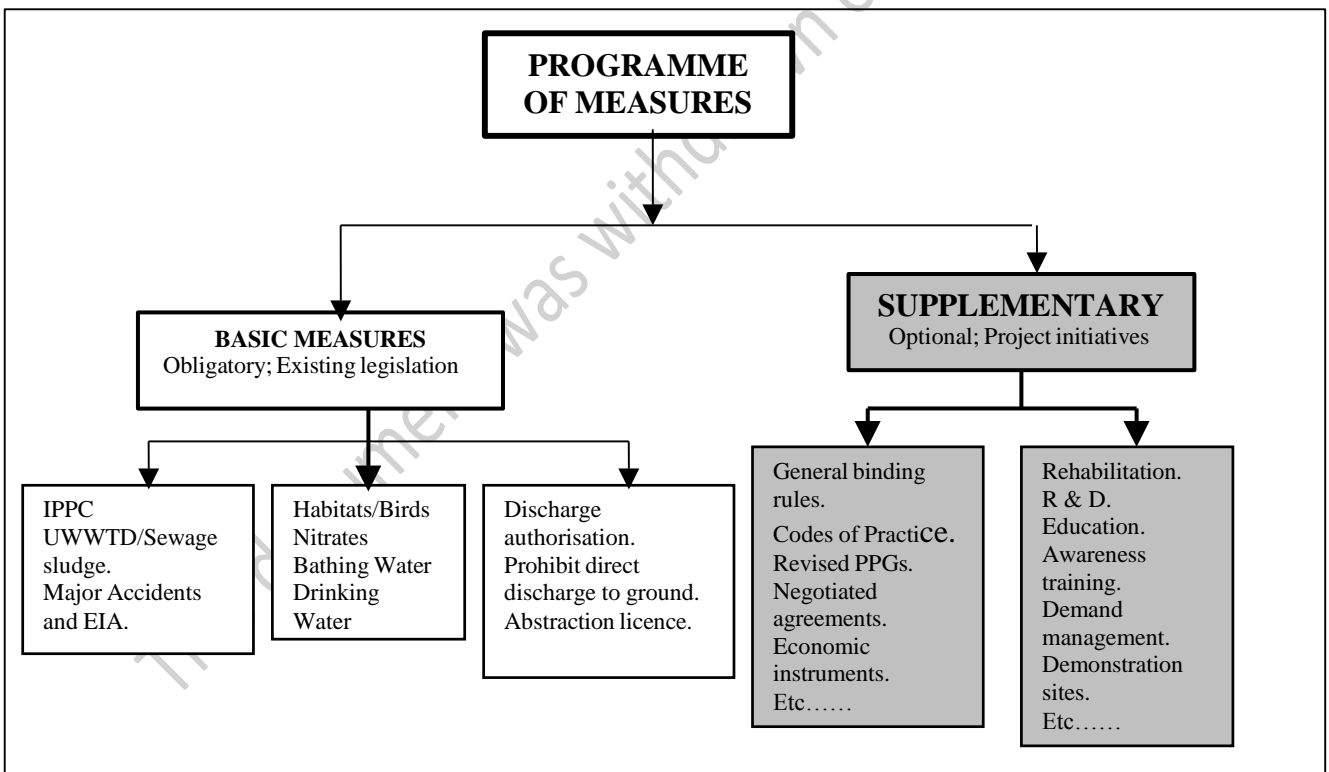 PROGRAMME
OF MEASURES
BASIC MEASURES
Obligatory; Existing legislation
SUPPLEMENTARY
Optional; Project initiatives
IPPC
UWWTD/Sewage
sludge.
Major Accidents
and EIA.
Habitats/Birds
Nitrates
Bathing Water
Drinking
Water
Discharge
authorisation.
Prohibit direct
discharge to ground.
Abstraction licence.
General binding
rules.
Codes of Practice.
Revised PPGs.
Negotiated
agreements.
Economic
instruments.
Etc……
Rehabilitation.
R & D.
Education.
Awareness
training.
Demand
management.
Demonstration
sites.
Etc……
was